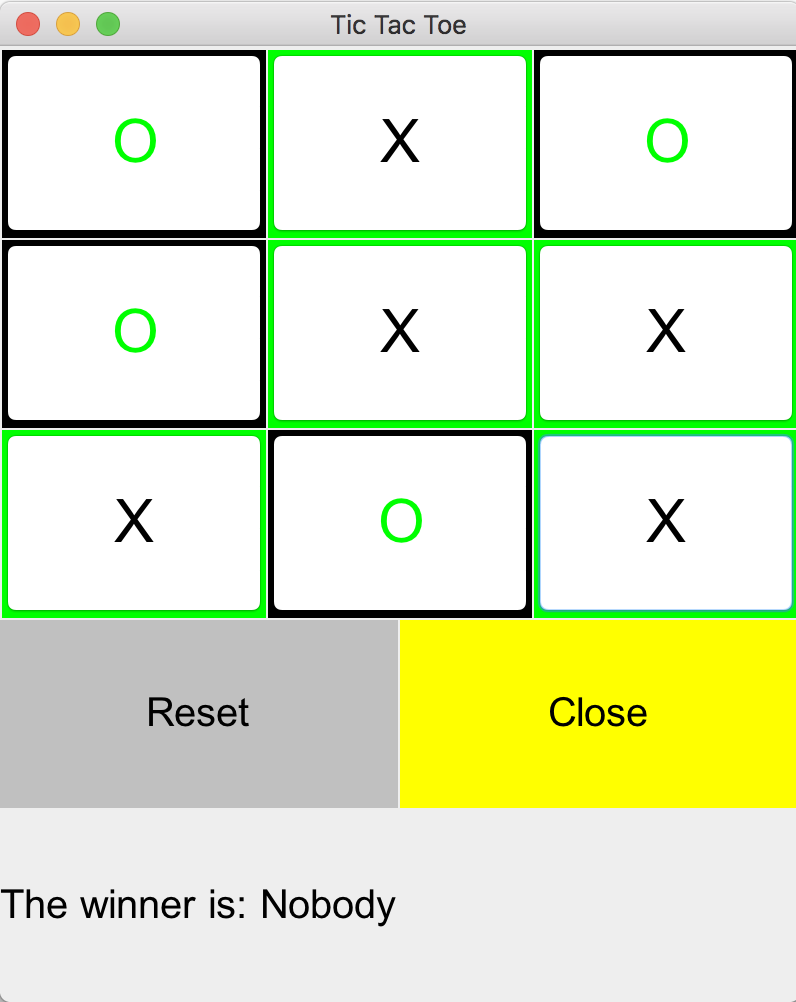 Tic Tac Toe
O X O
O X X
X O X
Reset Close
The winner is: Nobody